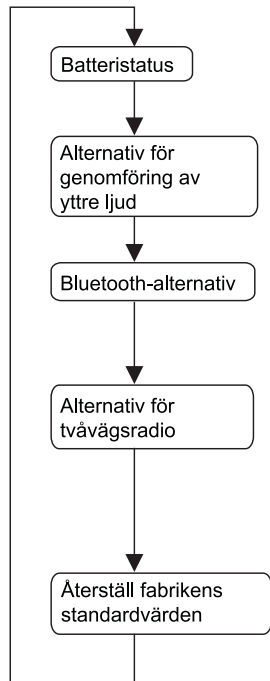 Batteristatus
Alternativ för
genomföring av
yttre ljud
Bluetooth-alternativ
Alternativ för
tvåvägsradio
Återställ fabrikens
standardvärden